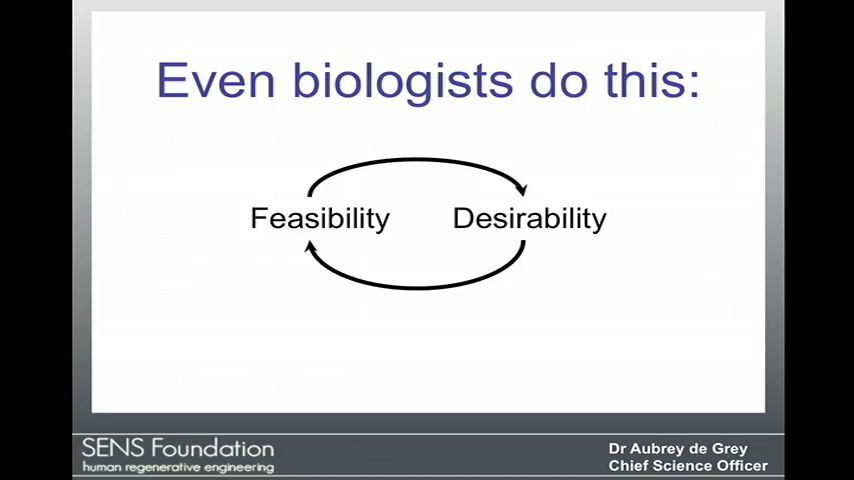 Even biologists do this:
Feasibility Desirability
SENS Foundation
human regenerative engineering
Dr Aubrey de Grey
Chief Science Officer